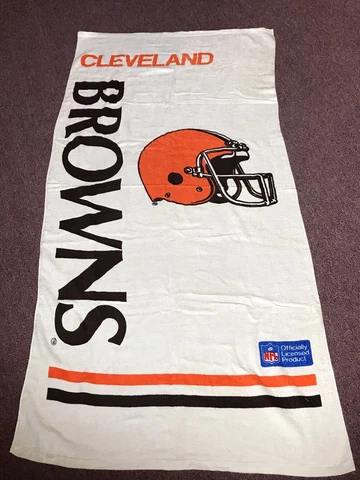 CLEVELAND
BROWNS
®
NFL
Officially
Licensed
Product